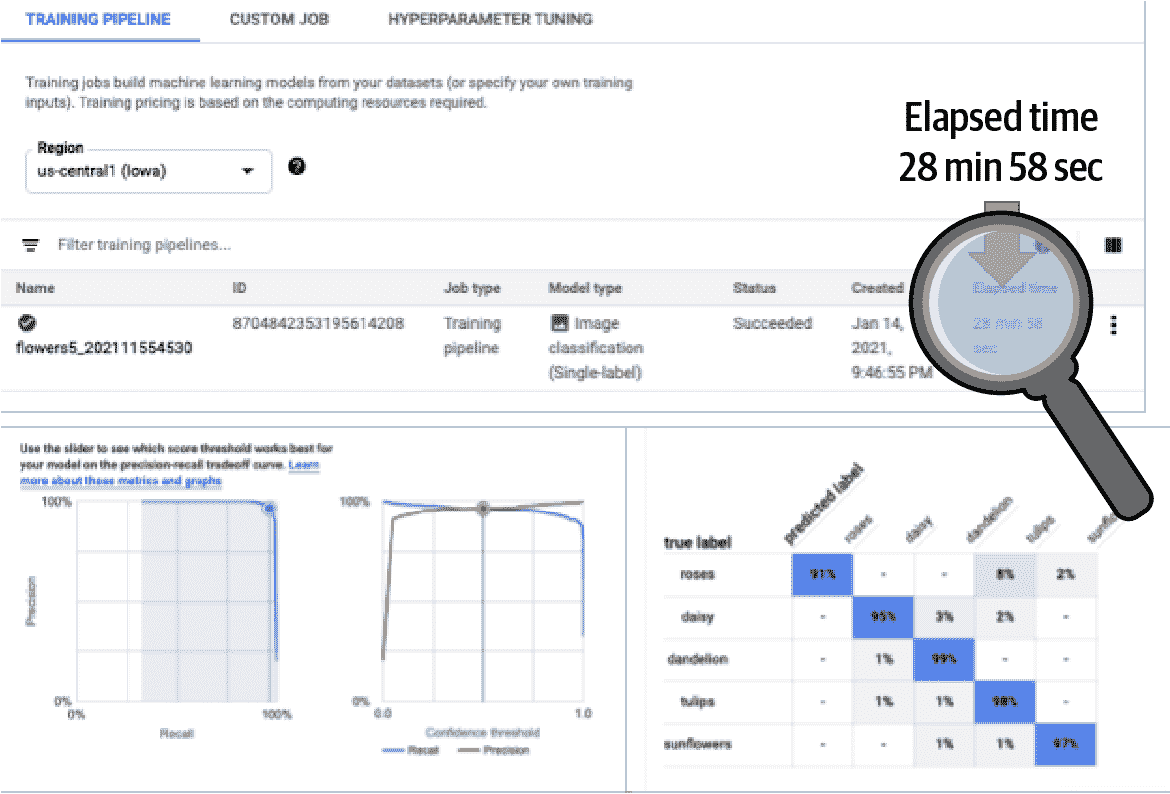 TRAINING PIPELINE CUSTOM JOB HYPERPARAMETER TUNING
Training jobs build machine learning models from your datasets (or specify your own training
inputs). Training pricing is based on the computing resources required.
Elapsed time
28 min 58 sec
Region
us-central1 (Iowa)
Filter training pipelines...
Name ID Job type Model type Status Created Elapsed time
8704842353195614208 Training Image Succeeded Jan 14, 28 min 58
flowers5_202111554530 pipeline classification 2021, sec
(Single-label) 9:46:55 PM
Use the slider to see which score threshold works best for
your model on the precision-recall tradeoff curve. Learn
more about these metrics and graphs
100%
Precision
0%
0% 100%
Recall
100%
0%
0.0 1.0
Confidence threshold
Recall Precision
true label predicted label roses daisy dandelion tulips
roses 91% - - 8% 2%
daisy - 95% 3% 2% -
dandelion - 1% 99% - -
tulips - 1% 1% 98% -
sunflowers - - 1% 1% 97%